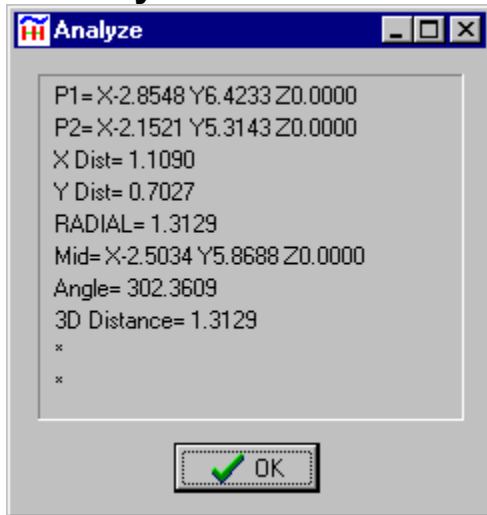 Analyze
P1= X-2.8548 Y6.4233 Z0.0000
P2= X-2.1521 Y5.3143 Z0.0000
X Dist= 1.1090
Y Dist= 0.7027
RADIAL= 1.3129
Mid= X-2.5034 Y5.8688 Z0.0000
Angle= 302.3609
3D Distance= 1.3129
*
*
OK